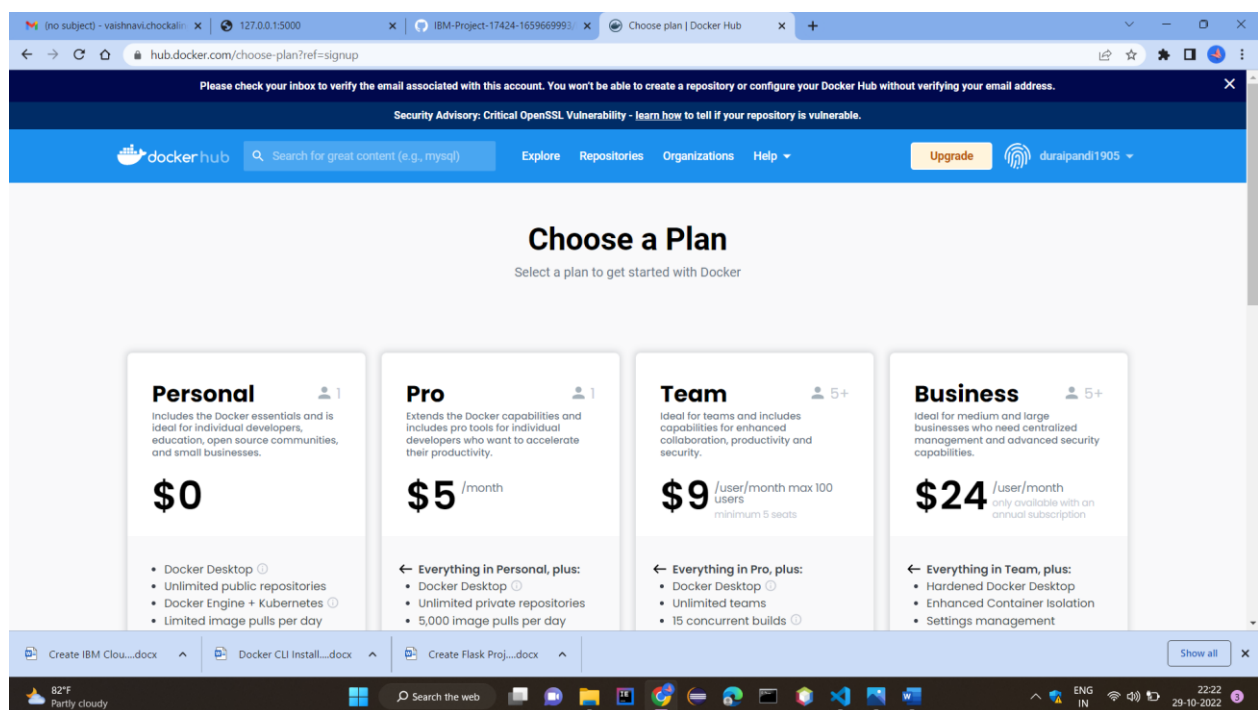 (no subject) - vaishnavi.chockalin
127.0.0.1:5000
IBM-Project-17424-1659669993/
Choose plan | Docker Hub
hub.docker.com/choose-plan?ref=signup
Please check your inbox to verify the email associated with this account. You won't be able to create a repository or configure your Docker Hub without verifying your email address.
Security Advisory: Critical OpenSSL Vulnerability - learn how to tell if your repository is vulnerable.
dockerhub
Search for great content (e.g., mysql)
Explore
Repositories
Organizations
Help
Upgrade
duraipandi1905
Choose a Plan
Select a plan to get started with Docker
Personal
1
Includes the Docker essentials and is
ideal for individual developers,
education, open source communities,
and small businesses.
$0
• Docker Desktop
• Unlimited public repositories
• Docker Engine + Kubernetes
• Limited image pulls per day
Pro
1
Extends the Docker capabilities and
includes pro tools for individual
developers who want to accelerate
their productivity.
$5 /month
← Everything in Personal, plus:
• Docker Desktop
• Unlimited private repositories
• 5,000 image pulls per day
Team
5+
Ideal for teams and includes
capabilities for enhanced
collaboration, productivity and
security.
$9 /user/month max 100
users
minimum 5 seats
← Everything in Pro, plus:
• Docker Desktop
• Unlimited teams
• 15 concurrent builds
Business
5+
Ideal for medium and large
businesses who need centralized
management and advanced security
capabilities.
$24 /user/month
only available with an
annual subscription
← Everything in Team, plus:
• Hardened Docker Desktop
• Enhanced Container Isolation
• Settings management
Create IBM Clou....docx
Docker CLI Install....docx
Create Flask Proj....docx
Show all
82°F
Partly cloudy
Search the web
ENG
IN
22:22
29-10-2022
3